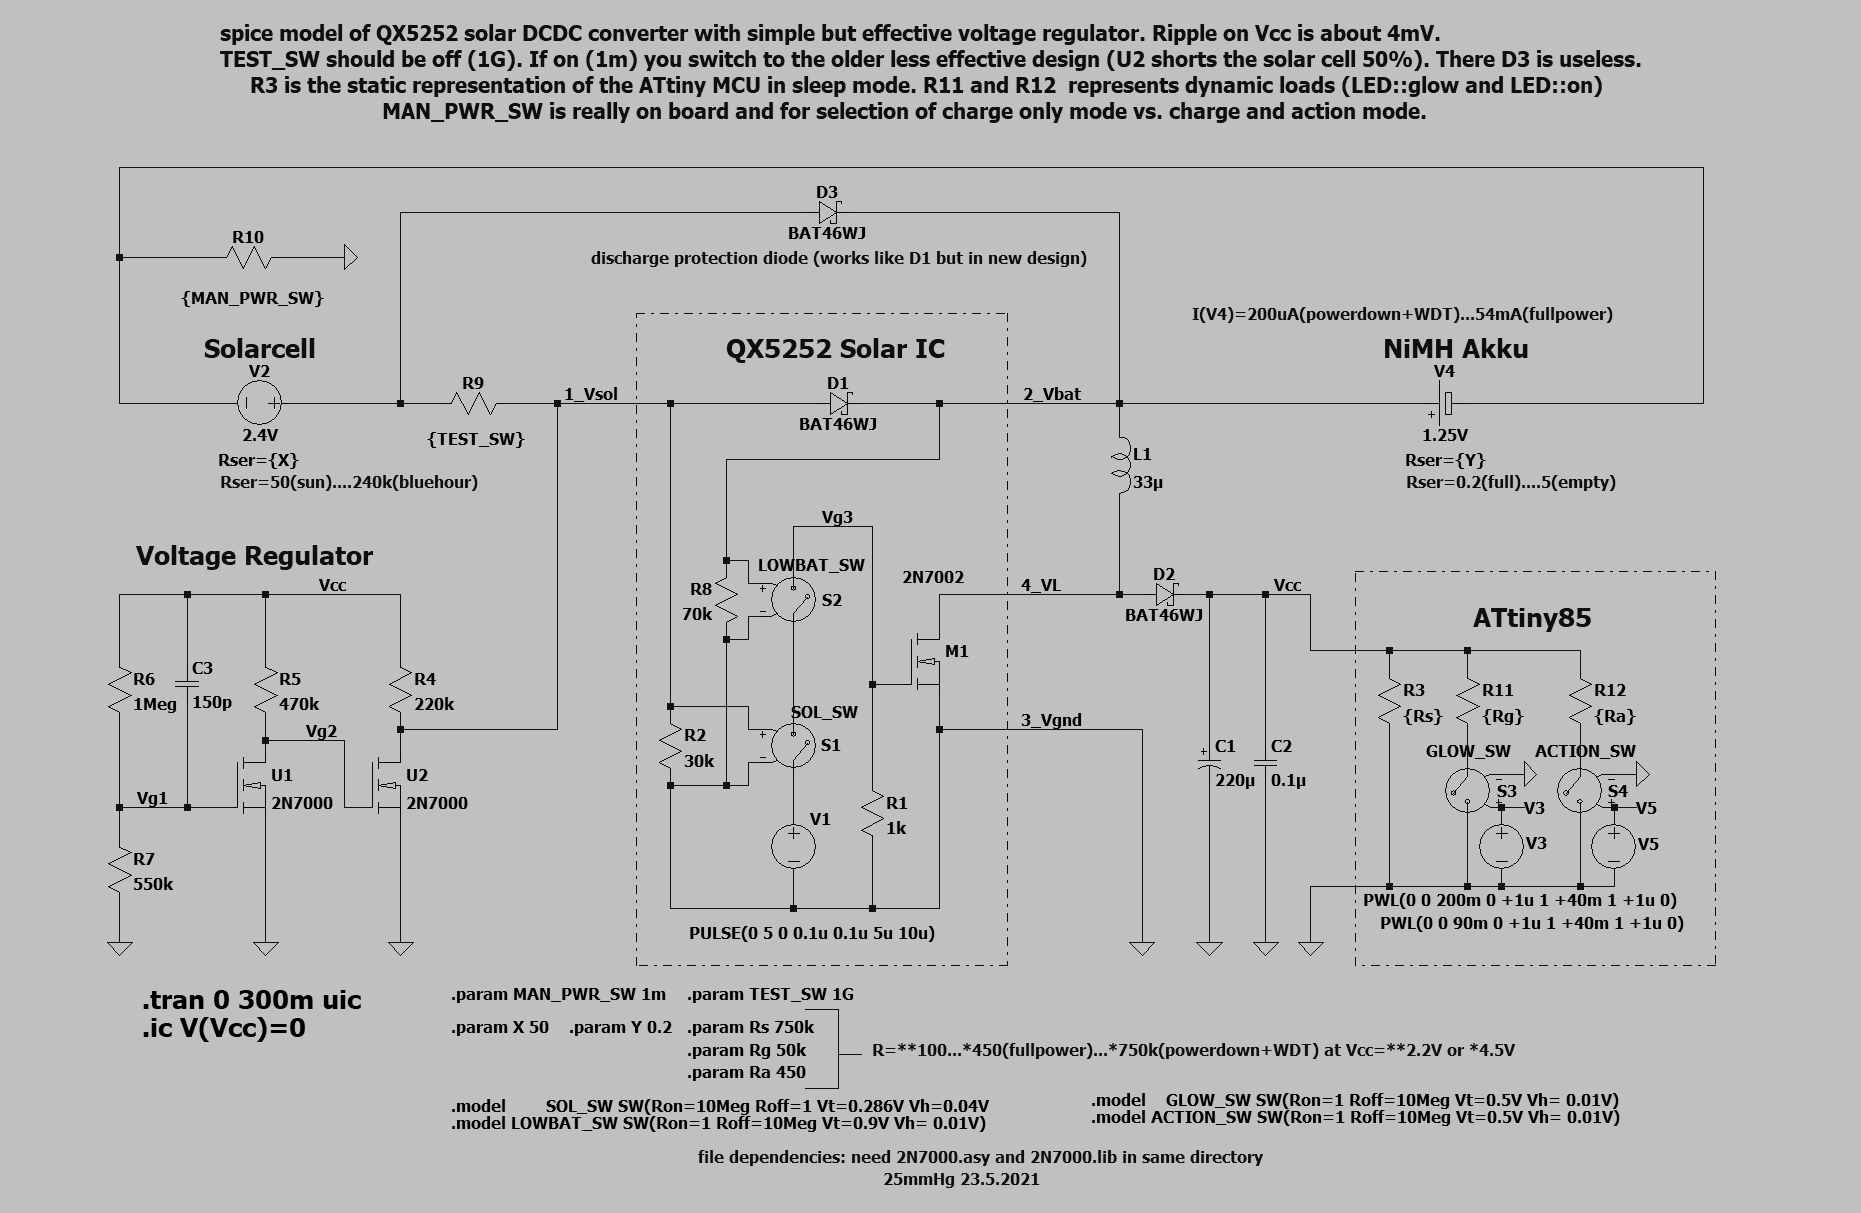 spice model of QX5252 solar DCDC converter with simple but effective voltage regulator. Ripple on Vcc is about 4mV.
TEST_SW should be off (1G). If on (1m) you switch to the older less effective design (U2 shorts the solar cell 50%). There D3 is useless.
R3 is the static representation of the ATtiny MCU in sleep mode. R11 and R12 represents dynamic loads (LED::glow and LED::on)
MAN_PWR_SW is really on board and for selection of charge only mode vs. charge and action mode.
D3
BAT46WJ
discharge protection diode (works like D1 but in new design)
R10
{MAN_PWR_SW}
I(V4)=200uA(powerdown+WDT)...54mA(fullpower)
Solarcell
V2
+
2.4V
Rser={X}
Rser=50(sun)....240k(bluehour)
R9
{TEST_SW}
1_Vsol
QX5252 Solar IC
D1
BAT46WJ
2_Vbat
NiMH Akku
V4
+
1.25V
Rser={Y}
Rser=0.2(full)....5(empty)
L1
33µ
Voltage Regulator
Vcc
R6
1Meg
C3
150p
R5
470k
R4
220k
Vg1
Vg2
U1
2N7000
U2
2N7000
R7
550k
Vg3
LOWBAT_SW
R8
70k
+
−
S2
2N7002
M1
SOL_SW
R2
30k
+
−
S1
V1
+
−
R1
1k
PULSE(0 5 0 0.1u 0.1u 5u 10u)
4_VL
3_Vgnd
D2
BAT46WJ
Vcc
+
C1
220µ
C2
0.1µ
ATtiny85
R3
{Rs}
R11
{Rg}
R12
{Ra}
GLOW_SW
ACTION_SW
S3
V3
S4
V5
+
−
V3
+
−
V5
PWL(0 0 200m 0 +1u 1 +40m 1 +1u 0)
PWL(0 0 90m 0 +1u 1 +40m 1 +1u 0)
.tran 0 300m uic
.ic V(Vcc)=0
.param MAN_PWR_SW 1m
.param TEST_SW 1G
.param X 50
.param Y 0.2
.param Rs 750k
.param Rg 50k
.param Ra 450
R=**100...*450(fullpower)...*750k(powerdown+WDT) at Vcc=**2.2V or *4.5V
.model SOL_SW SW(Ron=10Meg Roff=1 Vt=0.286V Vh=0.04V
.model LOWBAT_SW SW(Ron=1 Roff=10Meg Vt=0.9V Vh= 0.01V)
.model GLOW_SW SW(Ron=1 Roff=10Meg Vt=0.5V Vh= 0.01V)
.model ACTION_SW SW(Ron=1 Roff=10Meg Vt=0.5V Vh= 0.01V)
file dependencies: need 2N7000.asy and 2N7000.lib in same directory
25mmHg 23.5.2021